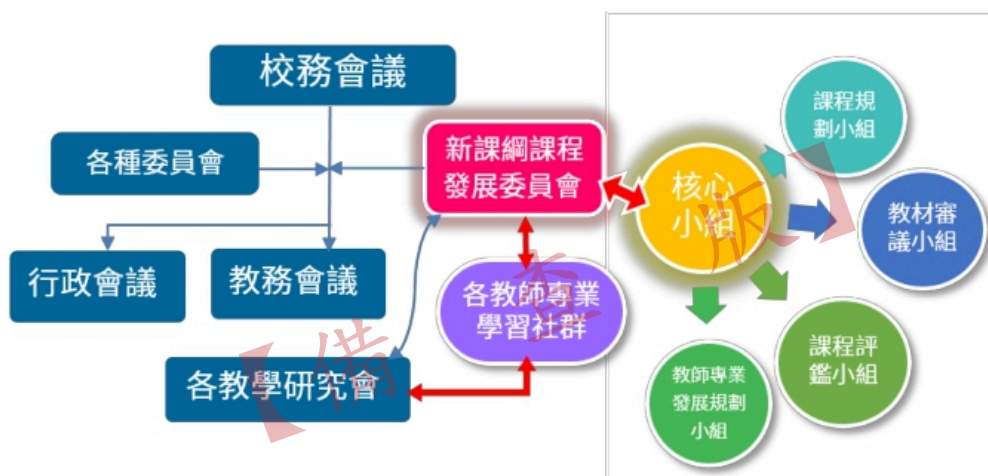 校務會議
各種委員會
新課綱課程
發展委員會
行政會議
教務會議
各教師專業
學習社群
各教學研究會
核心
小組
課程規
劃小組
教材審
議小組
課程評
鑑小組
教師專業
發展規劃
小組
【備查版】